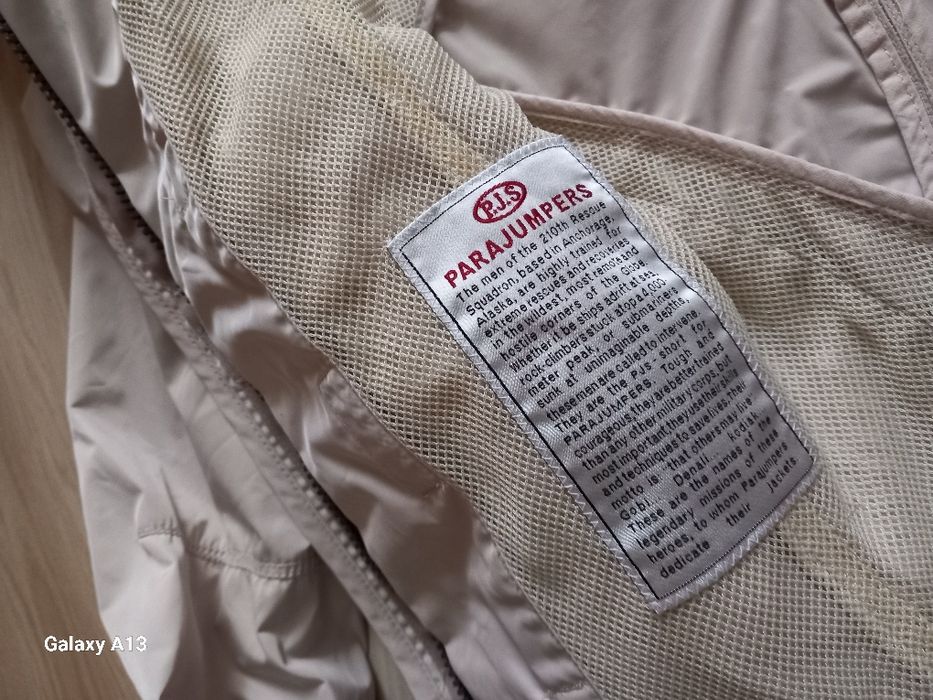 P.J.S
PARAJUMPERS
The men of the 210th Rescue
Squadron, based in Anchorage,
Alaska, are highly trained for
extreme rescues and recoveries
in the wildest, most remote and
hostile corners of the Globe.
Whether it be ships adrift at sea,
rock-climbers stuck atop a 4,000-
meter peak, or submariners
sunk at unimaginable depths,
these man are called to intervene.
They are the PJs short for
PARAJUMPERS. Tough and
courageous, they are better trained
than any other military corps, but
most important, they use their skills
and techniques to save lives, their
motto is "that others may live".
Gobi, Denali, Kodiak.
These are the names of the
legendary missions of these
heroes, to whom Parajumpers
dedicate their jackets
Galaxy A13